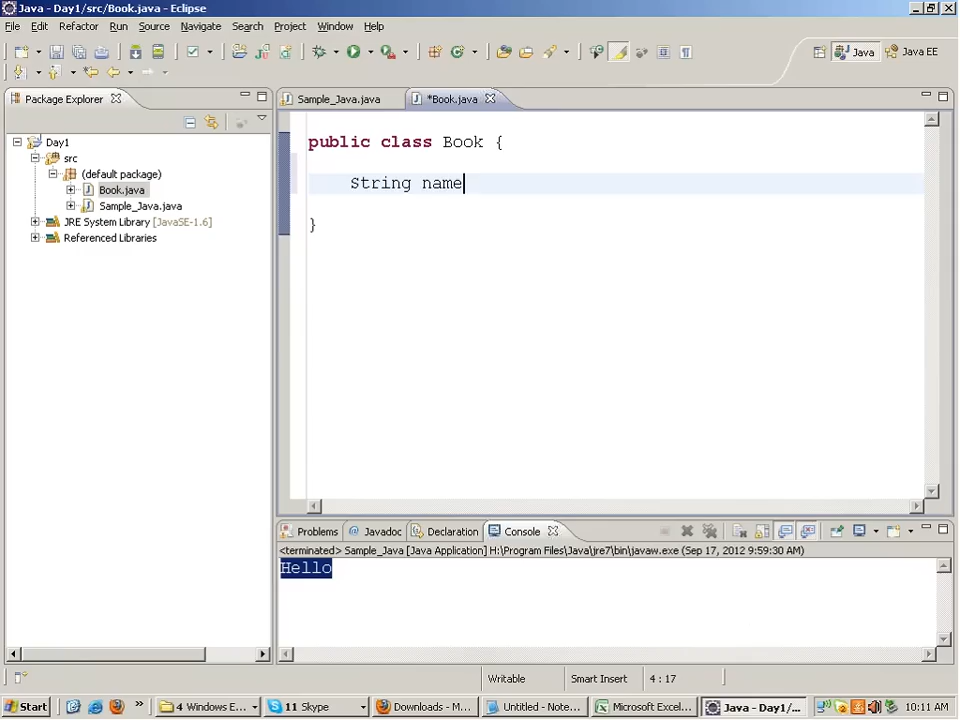 Java - Day1/src/Book.java - Eclipse
File Edit Refactor Run Source Navigate Search Project Window Help
Java Java EE
Package Explorer
Sample_Java.java *Book.java
Day1
src
(default package)
Book.java
Sample_Java.java
JRE System Library [JavaSE-1.6]
Referenced Libraries
public class Book {
String name
}
Problems @ Javadoc Declaration Console
<terminated> Sample_Java [Java Application] H:\Program Files\Java\jre7\bin\javaw.exe (Sep 17, 2012 9:59:30 AM)
Hello
Writable Smart Insert 4 : 17
Start » 4 Windows E... 11 Skype Downloads - M... Untitled - Note... Microsoft Excel... Java - Day1/... 10:11 AM